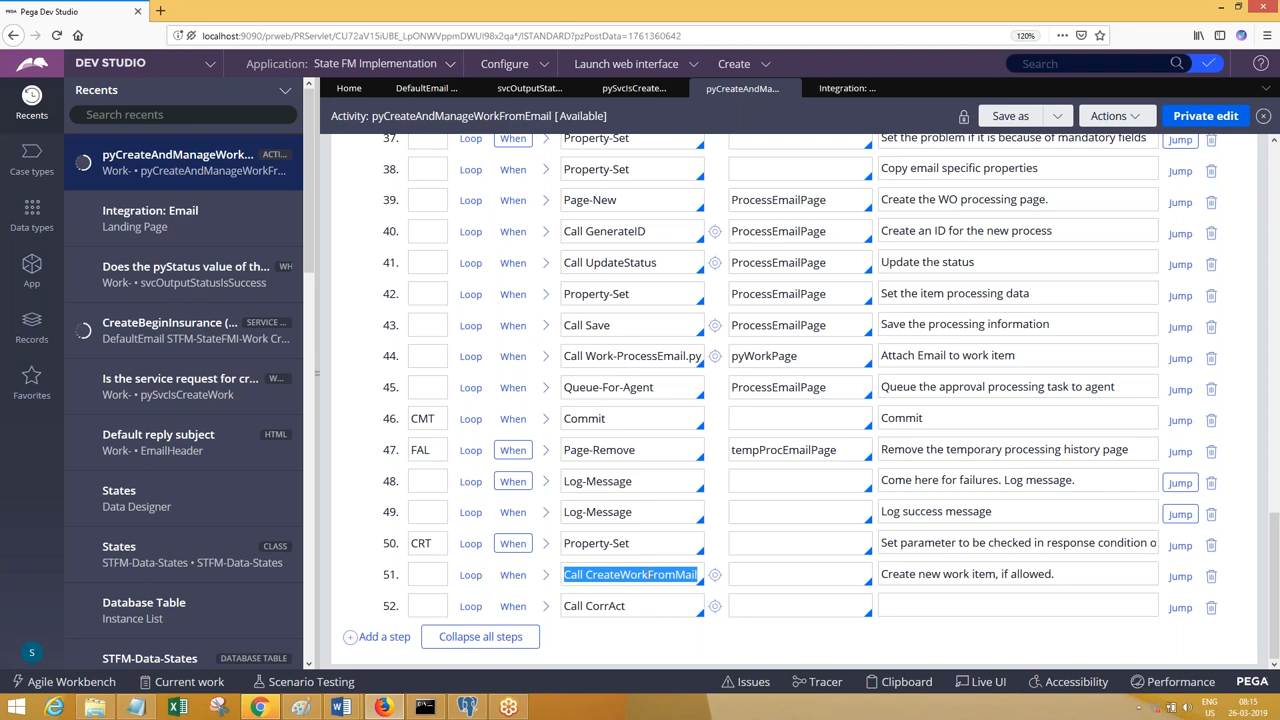 Pega Dev Studio
localhost:9090/prweb/PRServlet/CU72aV15iUBE_LpONWVppmDWUI98x2qa*/!STANDARD?pzPostData=1761360642
120%
DEV STUDIO
Application: State FM Implementation
Configure
Launch web interface
Create
Search
Recents
Home
DefaultEmail ...
svcOutputStat...
pySvcIsCreate...
pyCreateAndMa...
Integration: ...
Search recents
Activity: pyCreateAndManageWorkFromEmail [ Available]
Save as
Actions
Private edit
Recents
Case types
Data types
App
Records
Favorites
pyCreateAndManageWork... ACTI...
Work- • pyCreateAndManageWorkFr...
Integration: Email
Landing Page
Does the pyStatus value of th... WH
Work- • svcOutputStatIsSuccess
CreateBeginInsurance (... SERVICE ...
DefaultEmail STFM-StateFMI-Work Cr...
Is the service request for cr... W...
Work- • pySvcIsCreateWork
Default reply subject HTML
Work- • EmailHeader
States
Data Designer
States CLASS
STFM-Data-States • STFM-Data-States
Database Table
Instance List
STFM-Data-States DATABASE TABLE
37. Loop When Property-Set Set the problem if it is because of mandatory fields Jump
38. Loop When Property-Set Copy email specific properties Jump
39. Loop When Page-New ProcessEmailPage Create the WO processing page. Jump
40. Loop When Call GenerateID ProcessEmailPage Create an ID for the new process Jump
41. Loop When Call UpdateStatus ProcessEmailPage Update the status Jump
42. Loop When Property-Set ProcessEmailPage Set the item processing data Jump
43. Loop When Call Save ProcessEmailPage Save the processing information Jump
44. Loop When Call Work-ProcessEmail.py pyWorkPage Attach Email to work item Jump
45. Loop When Queue-For-Agent ProcessEmailPage Queue the approval processing task to agent Jump
46. CMT Loop When Commit Commit Jump
47. FAL Loop When Page-Remove tempProcEmailPage Remove the temporary processing history page Jump
48. Loop When Log-Message Come here for failures. Log message. Jump
49. Loop When Log-Message Log success message Jump
50. CRT Loop When Property-Set Set parameter to be checked in response condition o Jump
51. Loop When Call CreateWorkFromMail Create new work item, if allowed. Jump
52. Loop When Call CorrAct Jump
Add a step
Collapse all steps
S
Agile Workbench
Current work
Scenario Testing
Issues
Tracer
Clipboard
Live UI
Accessibility
Performance
PEGA
ENG
US
08:15
26-03-2019